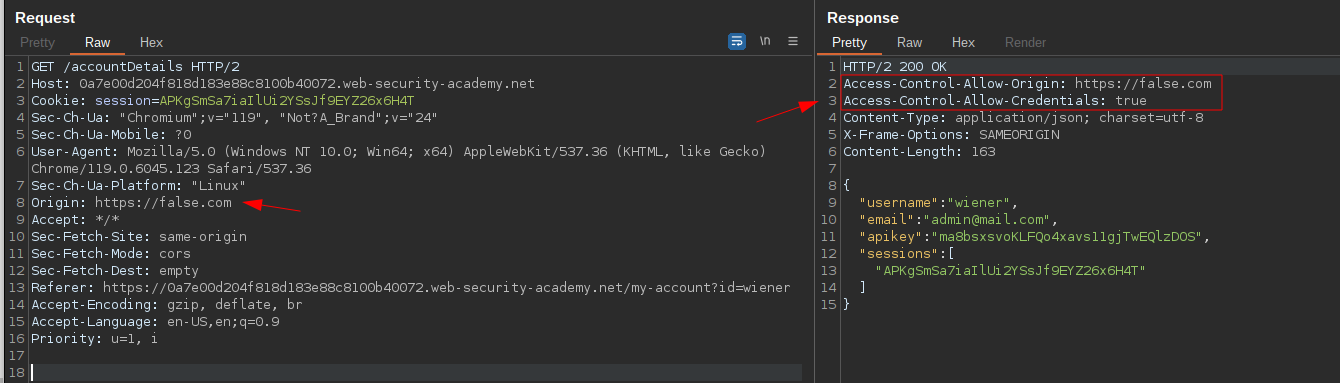 Request
Pretty Raw Hex
\n
1 GET /accountDetails HTTP/2
2 Host: 0a7e00d204f818d183e88c8100b40072.web-security-academy.net
3 Cookie: session=APKgSmSa7iaIlUi2YSsJf9EYZ26x6H4T
4 Sec-Ch-Ua: "Chromium";v="119", "Not?A_Brand";v="24"
5 Sec-Ch-Ua-Mobile: ?0
6 User-Agent: Mozilla/5.0 (Windows NT 10.0; Win64; x64) AppleWebKit/537.36 (KHTML, like Gecko)
Chrome/119.0.6045.123 Safari/537.36
7 Sec-Ch-Ua-Platform: "Linux"
8 Origin: https://false.com
9 Accept: */*
10 Sec-Fetch-Site: same-origin
11 Sec-Fetch-Mode: cors
12 Sec-Fetch-Dest: empty
13 Referer: https://0a7e00d204f818d183e88c8100b40072.web-security-academy.net/my-account?id=wiener
14 Accept-Encoding: gzip, deflate, br
15 Accept-Language: en-US,en;q=0.9
16 Priority: u=1, i
17
18
Response
Pretty Raw Hex Render
1 HTTP/2 200 OK
2 Access-Control-Allow-Origin: https://false.com
3 Access-Control-Allow-Credentials: true
4 Content-Type: application/json; charset=utf-8
5 X-Frame-Options: SAMEORIGIN
6 Content-Length: 163
7
8 {
9 "username":"wiener",
10 "email":"admin@mail.com",
11 "apikey":"ma8bsxsvoKLFQo4xavs11gjTwEQlzDOS",
12 "sessions":[
13 "APKgSmSa7iaIlUi2YSsJf9EYZ26x6H4T"
14 ]
15 }